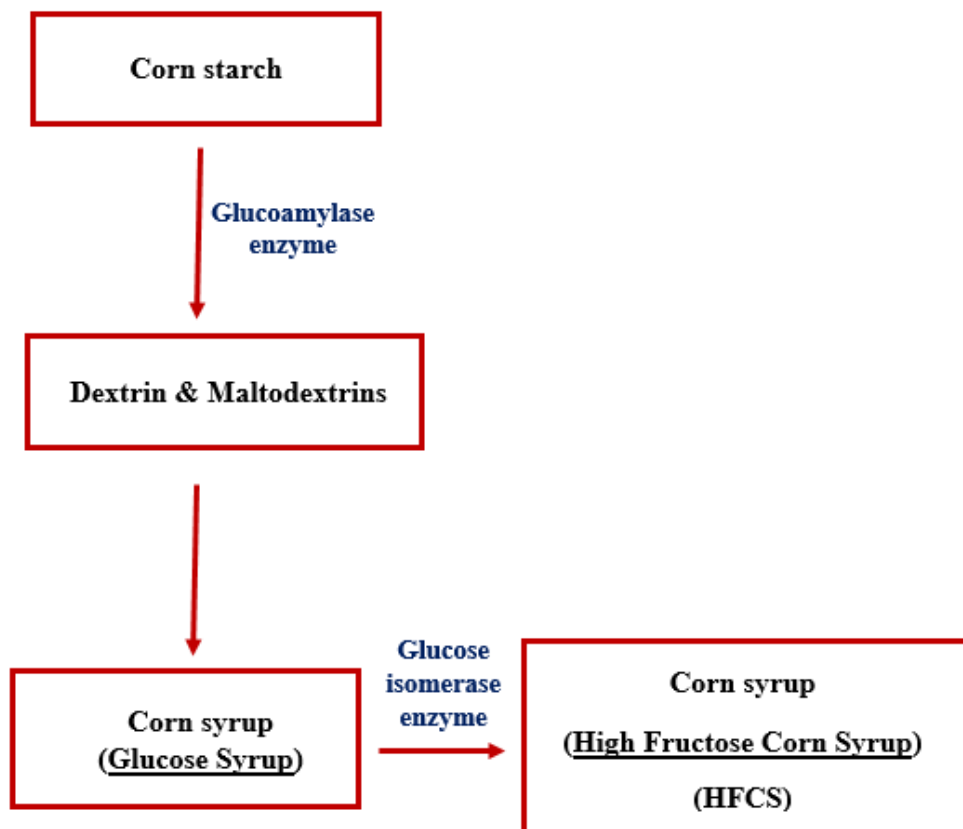 Corn starch
Glucoamylase
enzyme
Dextrin & Maltodextrins
Corn syrup
(Glucose Syrup)
Glucose
isomerase
enzyme
Corn syrup
(High Fructose Corn Syrup)
(HFCS)